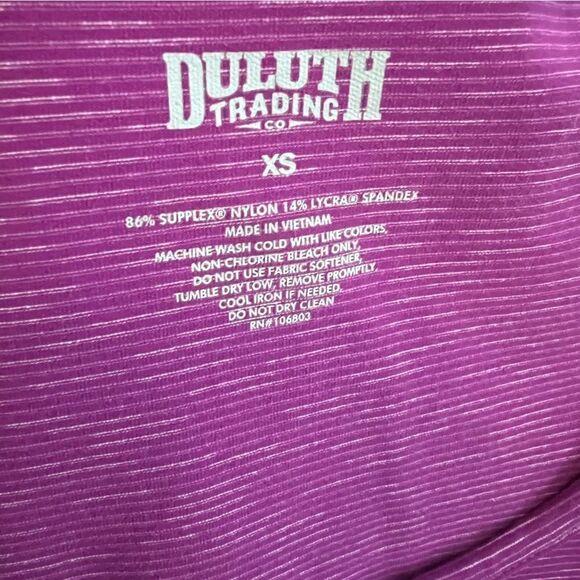 DULUTH
TRADING
CO
XS
86% SUPPLEX® NYLON 14% LYCRA® SPANDEX
MADE IN VIETNAM
MACHINE WASH COLD WITH LIKE COLORS,
NON-CHLORINE BLEACH ONLY,
DO NOT USE FABRIC SOFTENER,
TUMBLE DRY LOW, REMOVE PROMPTLY,
COOL IRON IF NEEDED.
DO NOT DRY CLEAN
RN#106803